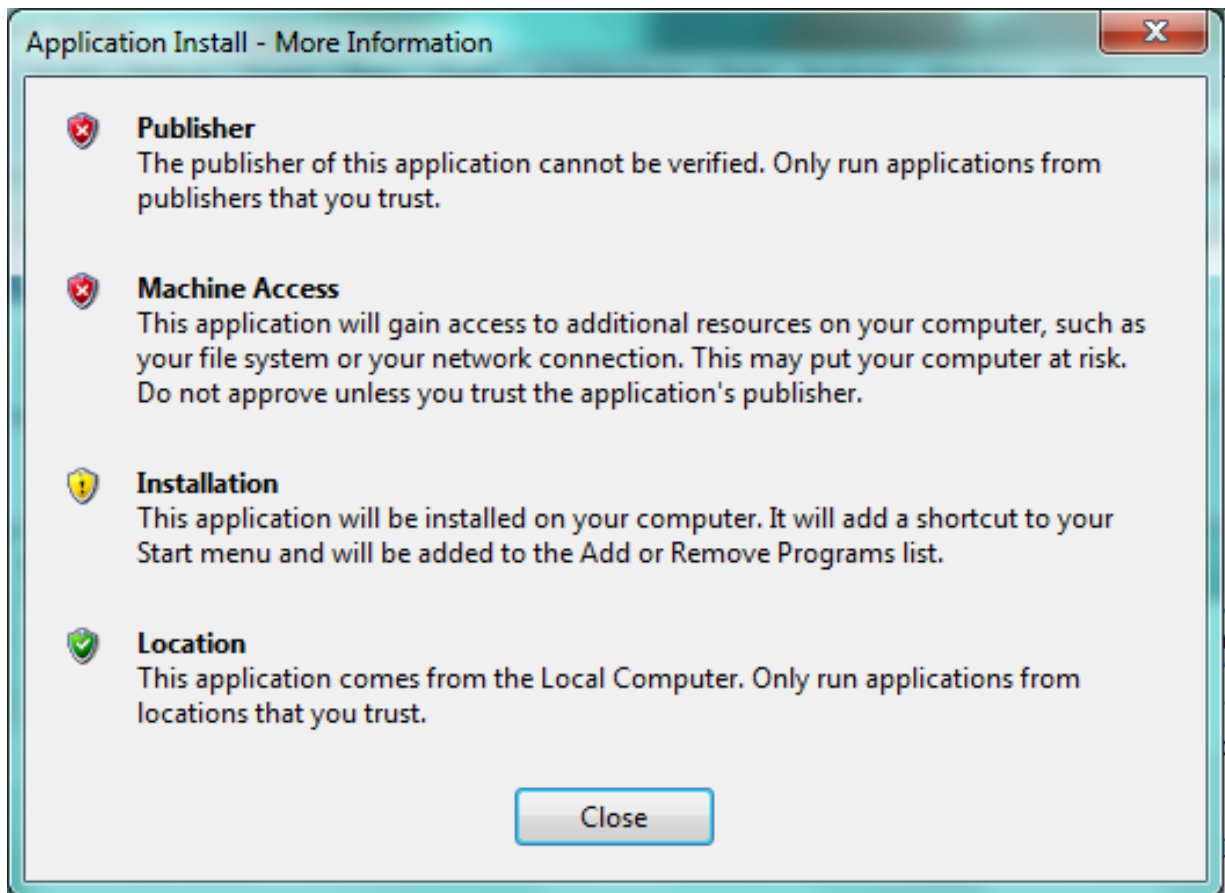 Application Install - More Information
Publisher
The publisher of this application cannot be verified. Only run applications from
publishers that you trust.
Machine Access
This application will gain access to additional resources on your computer, such as
your file system or your network connection. This may put your computer at risk.
Do not approve unless you trust the application's publisher.
Installation
This application will be installed on your computer. It will add a shortcut to your
Start menu and will be added to the Add or Remove Programs list.
Location
This application comes from the Local Computer. Only run applications from
locations that you trust.
Close